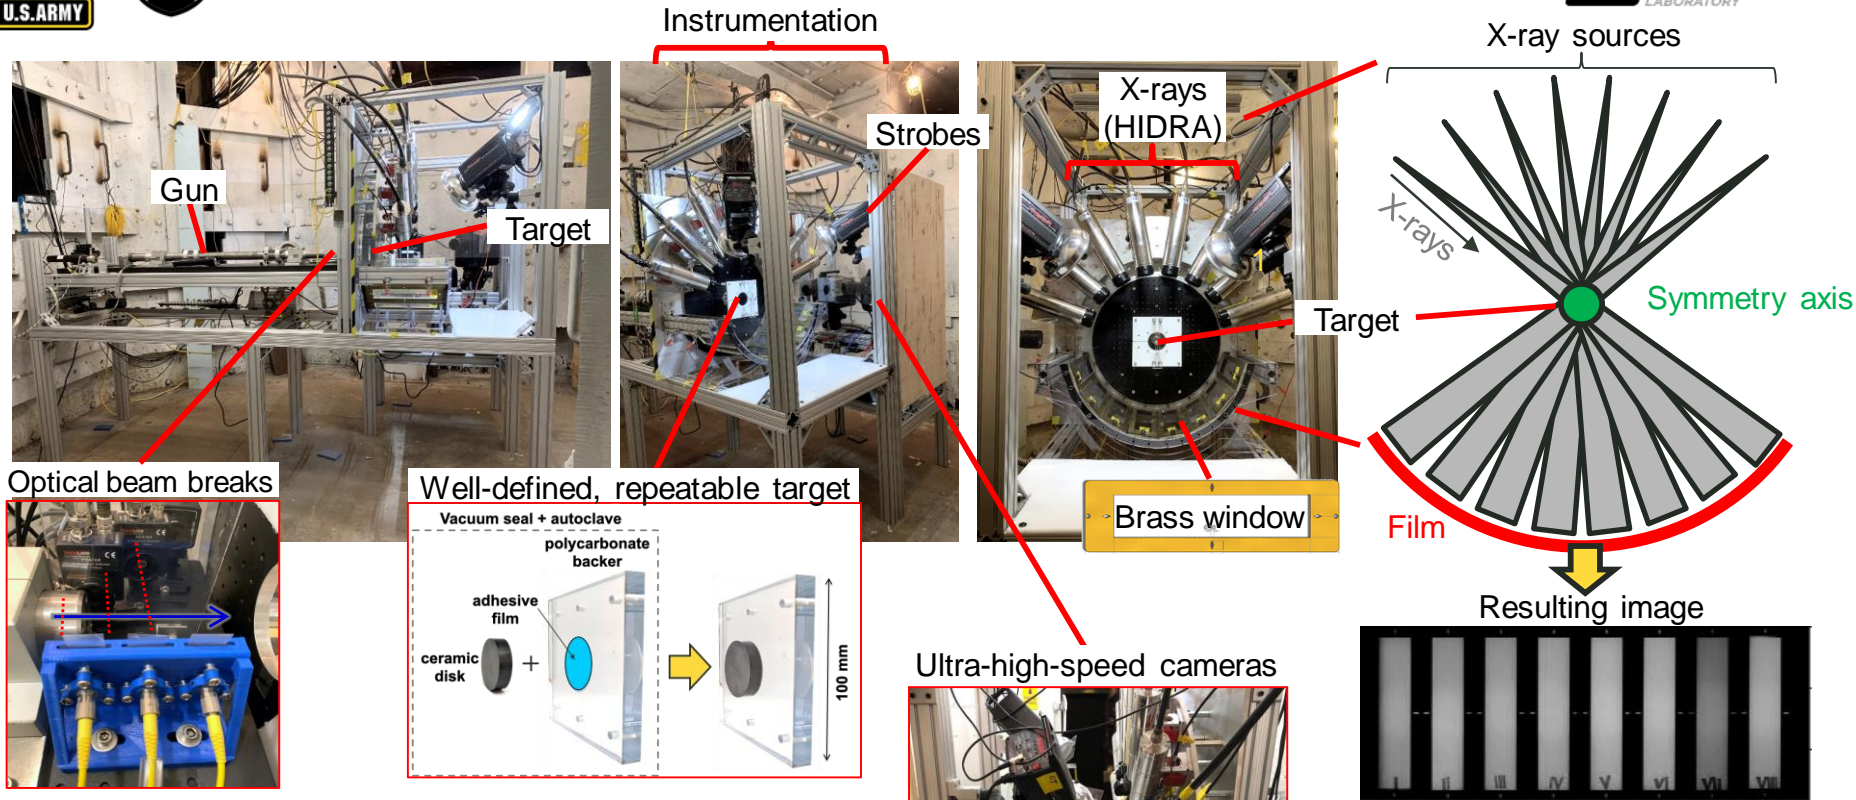 U.S.ARMY
LABORATORY
Instrumentation
X-ray sources
X-rays
(HIDRA)
Strobes
Gun
Target
X-rays
Symmetry axis
Target
Optical beam breaks
Well-defined, repeatable target
Vacuum seal + autoclave
polycarbonate
backer
adhesive
film
ceramic
disk
+
100 mm
Brass window
Film
Resulting image
Ultra-high-speed cameras
I II III IV V VI VII VIII